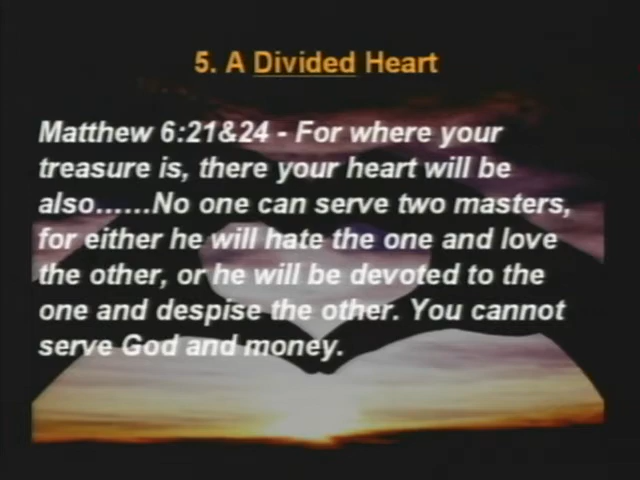 5. A Divided Heart
Matthew 6:21&24 - For where your
treasure is, there your heart will be
also......No one can serve two masters,
for either he will hate the one and love
the other, or he will be devoted to the
one and despise the other. You cannot
serve God and money.